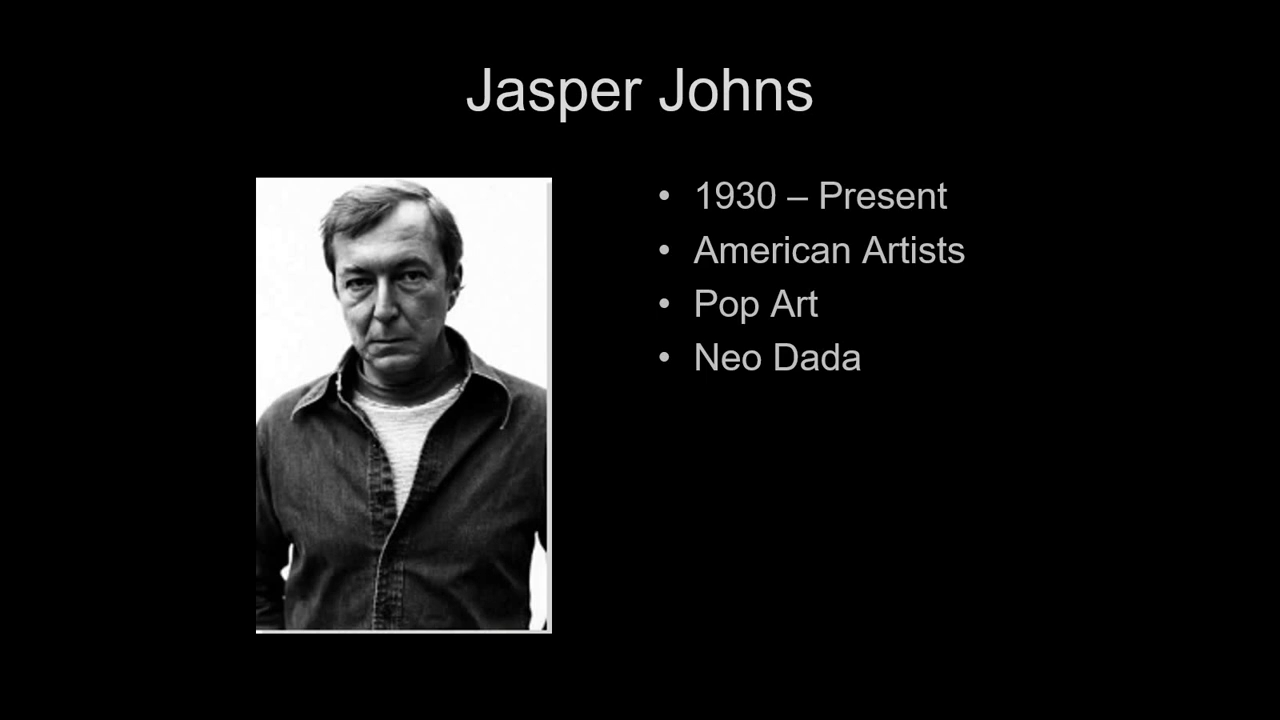 Jasper Johns
• 1930 – Present
• American Artists
• Pop Art
• Neo Dada